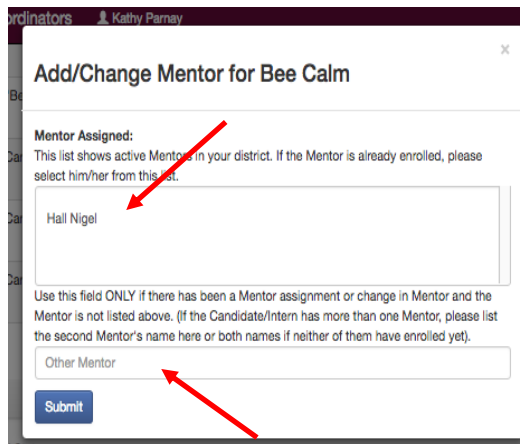 ordinators Kathy Parnay
×
Add/Change Mentor for Bee Calm
Be
Mentor Assigned:
Car
This list shows active Mentors in your district. If the Mentor is already enrolled, please
select him/her from this list.
Car
Hall Nigel
Car
Use this field ONLY if there has been a Mentor assignment or change in Mentor and the
Mentor is not listed above. (If the Candidate/Intern has more than one Mentor, please list
the second Mentor's name here or both names if neither of them have enrolled yet).
Other Mentor
Submit